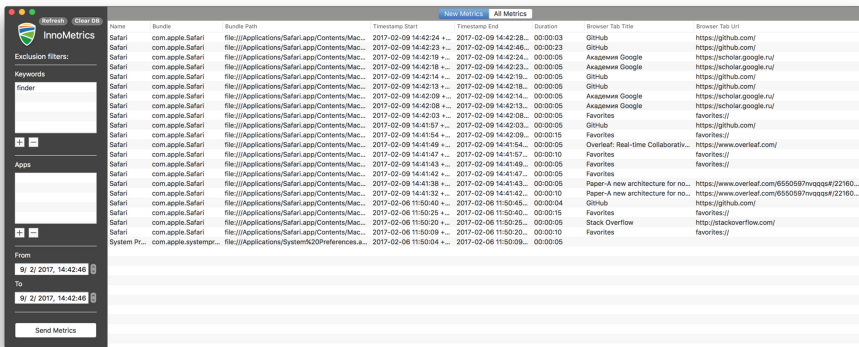 New Metrics All Metrics
Refresh Clear DB
InnoMetrics
Exclusion filters:
Keywords
finder
Apps
From
9/ 2/ 2017, 14:42:46
To
9/ 2/ 2017, 14:42:46
Send Metrics
Name Bundle Bundle Path Timestamp Start Timestamp End Duration Browser Tab Title Browser Tab Url
Safari com.apple.Safari file:///Applications/Safari.app/Contents/Mac... 2017-02-09 14:42:24 +... 2017-02-09 14:42:28... 00:00:03 GitHub https://github.com/
Safari com.apple.Safari file:///Applications/Safari.app/Contents/Mac... 2017-02-09 14:42:23 +... 2017-02-09 14:42:46... 00:00:23 GitHub https://github.com/
Safari com.apple.Safari file:///Applications/Safari.app/Contents/Mac... 2017-02-09 14:42:19 +... 2017-02-09 14:42:24... 00:00:05 Академия Google https://scholar.google.ru/
Safari com.apple.Safari file:///Applications/Safari.app/Contents/Mac... 2017-02-09 14:42:18 +... 2017-02-09 14:42:23... 00:00:05 Академия Google https://scholar.google.ru/
Safari com.apple.Safari file:///Applications/Safari.app/Contents/Mac... 2017-02-09 14:42:14 +... 2017-02-09 14:42:19... 00:00:05 GitHub https://github.com/
Safari com.apple.Safari file:///Applications/Safari.app/Contents/Mac... 2017-02-09 14:42:13 +... 2017-02-09 14:42:18... 00:00:05 GitHub https://github.com/
Safari com.apple.Safari file:///Applications/Safari.app/Contents/Mac... 2017-02-09 14:42:09 +... 2017-02-09 14:42:14... 00:00:05 Академия Google https://scholar.google.ru/
Safari com.apple.Safari file:///Applications/Safari.app/Contents/Mac... 2017-02-09 14:42:08 +... 2017-02-09 14:42:13... 00:00:05 Академия Google https://scholar.google.ru/
Safari com.apple.Safari file:///Applications/Safari.app/Contents/Mac... 2017-02-09 14:42:03 +... 2017-02-09 14:42:08... 00:00:05 Favorites favorites://
Safari com.apple.Safari file:///Applications/Safari.app/Contents/Mac... 2017-02-09 14:41:57 +... 2017-02-09 14:42:03... 00:00:05 GitHub https://github.com/
Safari com.apple.Safari file:///Applications/Safari.app/Contents/Mac... 2017-02-09 14:41:54 +... 2017-02-09 14:42:09... 00:00:15 Favorites favorites://
Safari com.apple.Safari file:///Applications/Safari.app/Contents/Mac... 2017-02-09 14:41:49 +... 2017-02-09 14:41:54... 00:00:05 Overleaf: Real-time Collaborativ... https://www.overleaf.com/
Safari com.apple.Safari file:///Applications/Safari.app/Contents/Mac... 2017-02-09 14:41:47 +... 2017-02-09 14:41:57... 00:00:10 Favorites favorites://
Safari com.apple.Safari file:///Applications/Safari.app/Contents/Mac... 2017-02-09 14:41:43 +... 2017-02-09 14:41:49... 00:00:05 Favorites favorites://
Safari com.apple.Safari file:///Applications/Safari.app/Contents/Mac... 2017-02-09 14:41:42 +... 2017-02-09 14:41:47... 00:00:05 Favorites
Safari com.apple.Safari file:///Applications/Safari.app/Contents/Mac... 2017-02-09 14:41:38 +... 2017-02-09 14:41:43... 00:00:05 Paper-A new architecture for no... https://www.overleaf.com/6550597nvqqqs#/22160...
Safari com.apple.Safari file:///Applications/Safari.app/Contents/Mac... 2017-02-09 14:41:32 +... 2017-02-09 14:41:42... 00:00:10 Paper-A new architecture for no... https://www.overleaf.com/6550597nvqqqs#/22160...
Safari com.apple.Safari file:///Applications/Safari.app/Contents/Mac... 2017-02-06 11:50:40 +... 2017-02-06 11:50:45... 00:00:04 GitHub https://github.com/
Safari com.apple.Safari file:///Applications/Safari.app/Contents/Mac... 2017-02-06 11:50:25 +... 2017-02-06 11:50:40... 00:00:15 Favorites favorites://
Safari com.apple.Safari file:///Applications/Safari.app/Contents/Mac... 2017-02-06 11:50:20 +... 2017-02-06 11:50:25... 00:00:05 Stack Overflow http://stackoverflow.com/
Safari com.apple.Safari file:///Applications/Safari.app/Contents/Mac... 2017-02-06 11:50:09 +... 2017-02-06 11:50:20... 00:00:10 Favorites favorites://
System Pr... com.apple.systempr... file:///Applications/System%20Preferences.a... 2017-02-06 11:50:04 +... 2017-02-06 11:50:09... 00:00:05